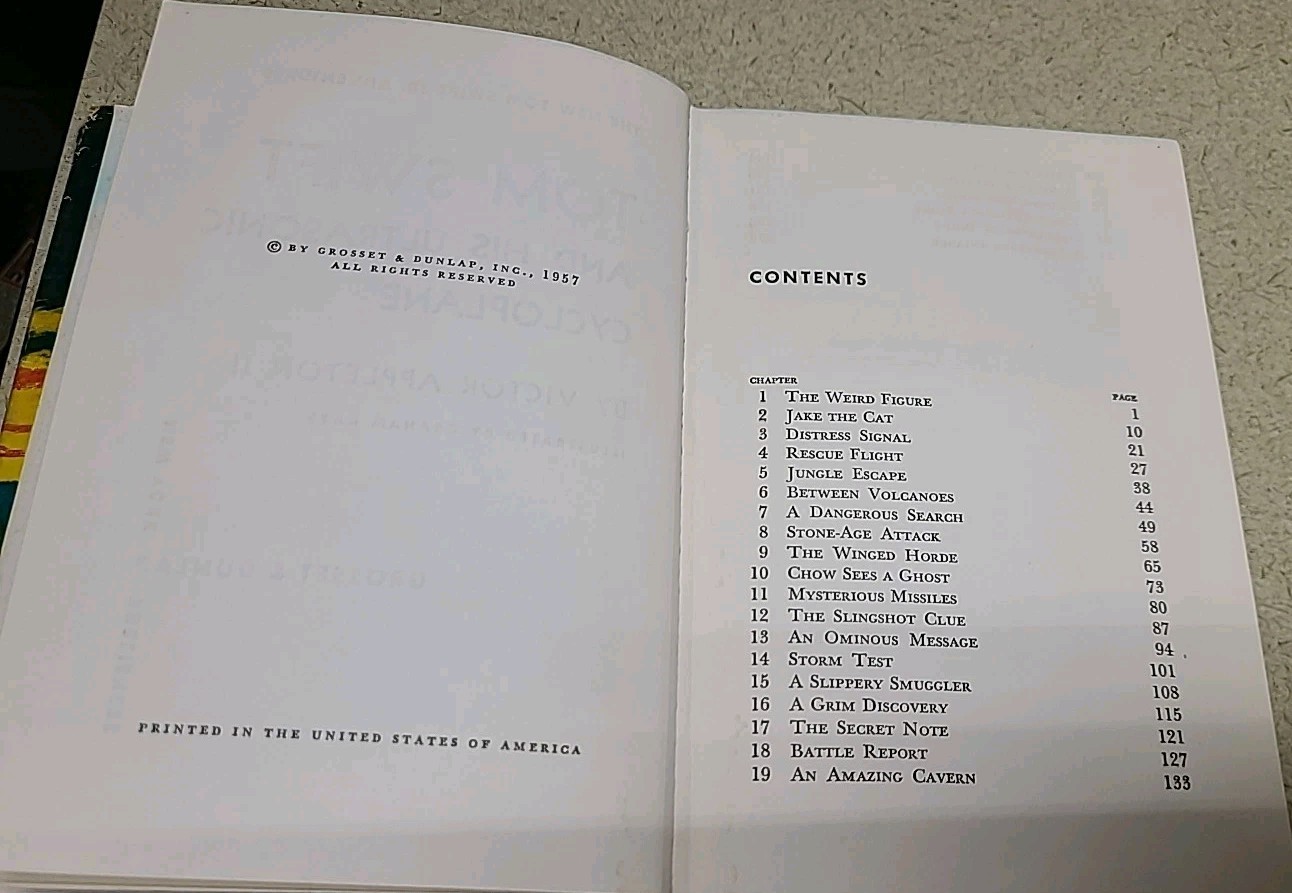 © BY GROSSET & DUNLAP, INC., 1957
ALL RIGHTS RESERVED
PRINTED IN THE UNITED STATES OF AMERICA
CONTENTS
CHAPTER PAGE
1 THE WEIRD FIGURE 1
2 JAKE THE CAT 10
3 DISTRESS SIGNAL 21
4 RESCUE FLIGHT 27
5 JUNGLE ESCAPE 38
6 BETWEEN VOLCANOES 44
7 A DANGEROUS SEARCH 49
8 STONE-AGE ATTACK 58
9 THE WINGED HORDE 65
10 CHOW SEES A GHOST 73
11 MYSTERIOUS MISSILES 80
12 THE SLINGSHOT CLUE 87
13 AN OMINOUS MESSAGE 94
14 STORM TEST 101
15 A SLIPPERY SMUGGLER 108
16 A GRIM DISCOVERY 115
17 THE SECRET NOTE 121
18 BATTLE REPORT 127
19 AN AMAZING CAVERN 133